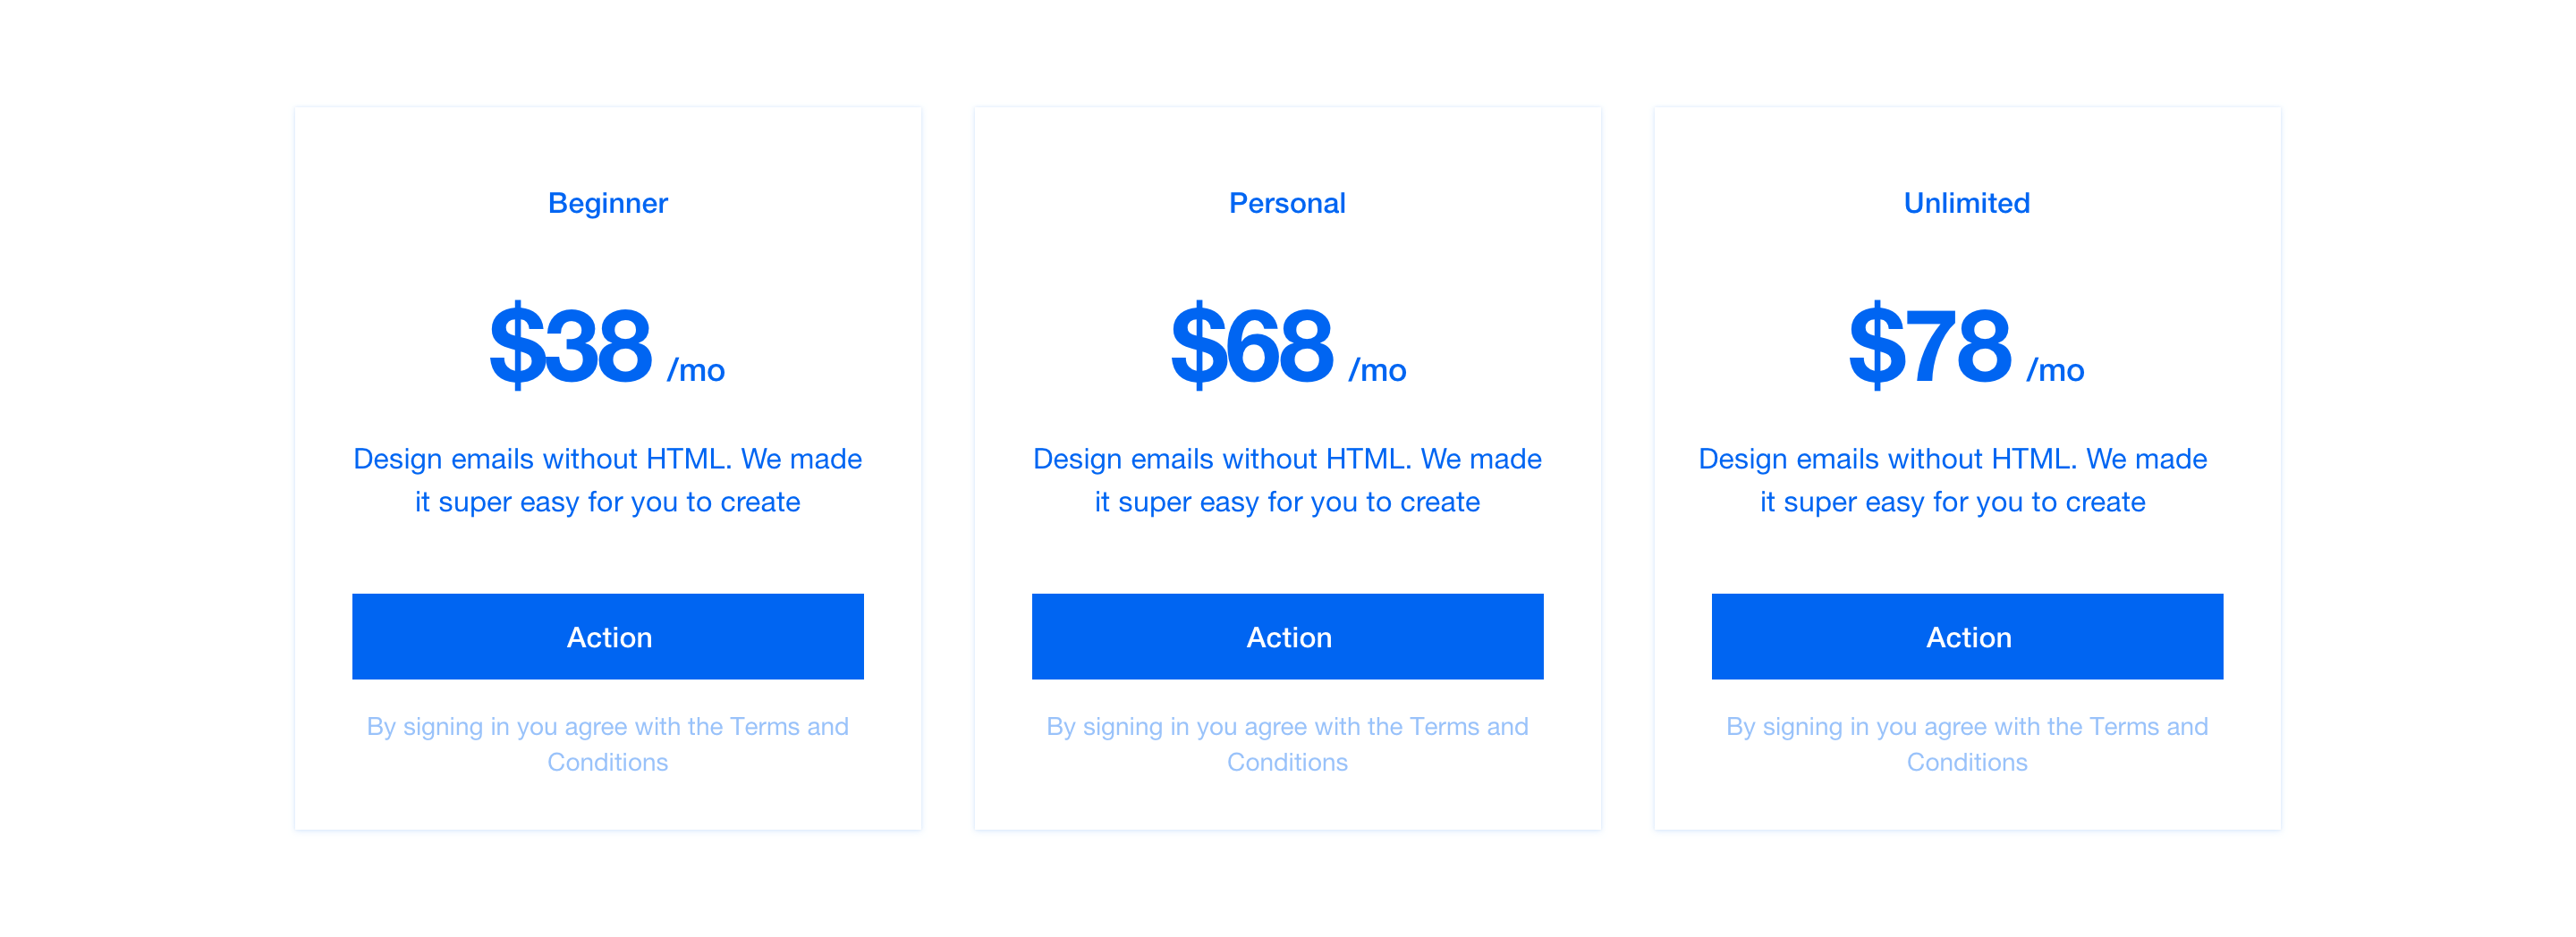 Beginner
$38 /mo
Design emails without HTML. We made
it super easy for you to create
Action
By signing in you agree with the Terms and
Conditions
Personal
$68 /mo
Design emails without HTML. We made
it super easy for you to create
Action
By signing in you agree with the Terms and
Conditions
Unlimited
$78 /mo
Design emails without HTML. We made
it super easy for you to create
Action
By signing in you agree with the Terms and
Conditions